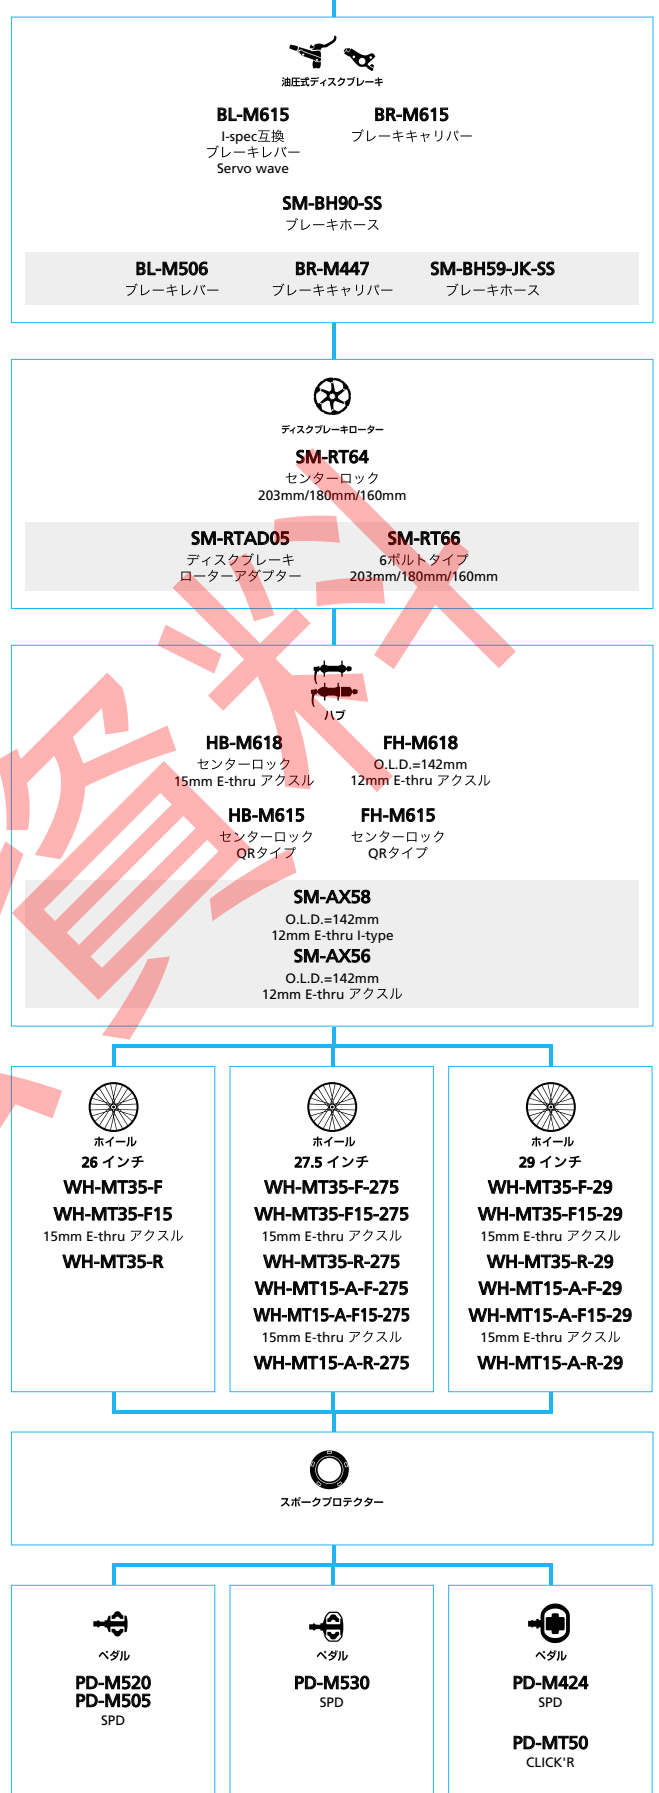 油圧式ディスクブレーキ
BL-M615
I-spec互換
ブレーキレバー
Servo wave
BR-M615
ブレーキキャリバー
SM-BH90-SS
ブレーキホース
BL-M506
ブレーキレバー
BR-M447
ブレーキキャリバー
SM-BH59-JK-SS
ブレーキホース
ディスクブレーキローター
SM-RT64
センターロック
203mm/180mm/160mm
SM-RTAD05
ディスクブレーキ
ローターアダプター
SM-RT66
6ボルトタイプ
203mm/180mm/160mm
ハブ
HB-M618
センターロック
15mm E-thru アクスル
FH-M618
O.L.D.=142mm
12mm E-thru アクスル
HB-M615
センターロック
QRタイプ
FH-M615
センターロック
QRタイプ
SM-AX58
O.L.D.=142mm
12mm E-thru I-type
SM-AX56
O.L.D.=142mm
12mm E-thru アクスル
ホイール
26 インチ
WH-MT35-F
WH-MT35-F15
15mm E-thru アクスル
WH-MT35-R
ホイール
27.5 インチ
WH-MT35-F-275
WH-MT35-F15-275
15mm E-thru アクスル
WH-MT35-R-275
WH-MT15-A-F-275
WH-MT15-A-F15-275
15mm E-thru アクスル
WH-MT15-A-R-275
ホイール
29 インチ
WH-MT35-F-29
WH-MT35-F15-29
15mm E-thru アクスル
WH-MT35-R-29
WH-MT15-A-F-29
WH-MT15-A-F15-29
15mm E-thru アクスル
WH-MT15-A-R-29
スポークプロテクター
ペダル
PD-M520
PD-M505
SPD
ペダル
PD-M530
SPD
ペダル
PD-M424
SPD
PD-MT50
CLICK'R
資料